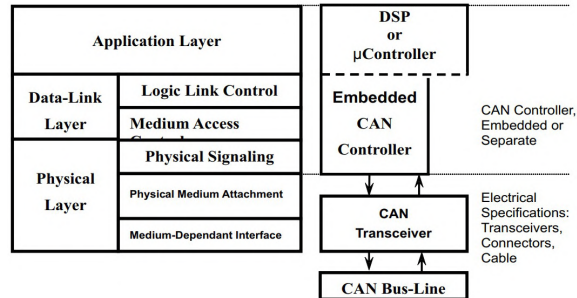 Application Layer
Data-Link
Layer
Logic Link Control
Medium Access
Physical
Layer
Physical Signaling
Physical Medium Attachment
Medium-Dependant Interface
DSP
or
µController
Embedded
CAN
Controller
CAN
Transceiver
CAN Bus-Line
CAN Controller,
Embedded or
Separate
Electrical
Specifications:
Transceivers,
Connectors,
Cable